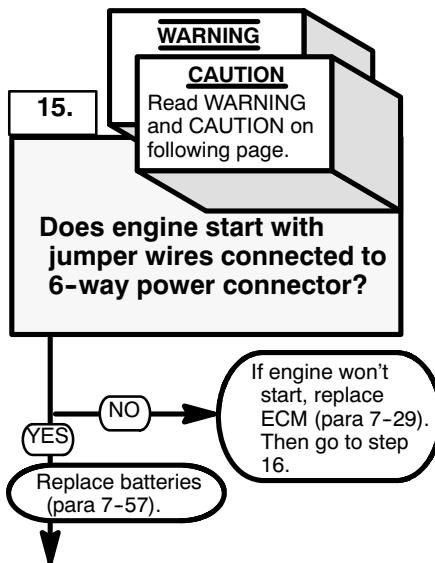 WARNING
CAUTION
Read WARNING
and CAUTION on
following page.
15.
Does engine start with
jumper wires connected to
6-way power connector?
NO
If engine won't
start, replace
ECM (para 7-29).
Then go to step
16.
YES
Replace batteries
(para 7-57).